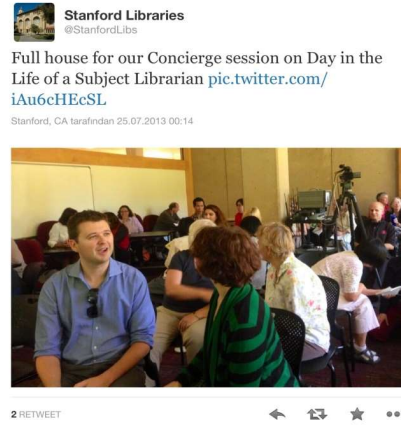 Stanford Libraries
@StanfordLibs
Full house for our Concierge session on Day in the
Life of a Subject Librarian pic.twitter.com/
iAu6cHEcSL
Stanford, CA tarafından 25.07.2013 00:14
2 RETWEET